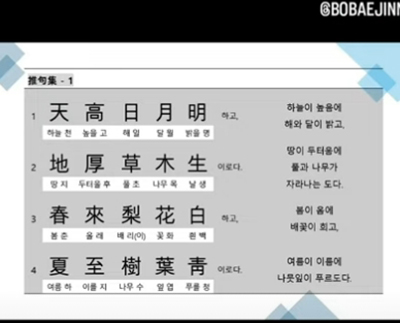 @BOBAEJINN
推句集 - 1
1 天 高 日 月 明 하고, 하늘이 높음에
하늘 천 높을 고 해 일 달 월 밝을 명 해와 달이 밝고,
2 地 厚 草 木 生 이로다. 땅이 두터움에
땅 지 두터울 후 풀 초 나무 목 날 생 풀과 나무가
자라나는 도다.
3 春 來 梨 花 白 하고, 봄이 옴에
봄 춘 올 래 배 리(이) 꽃 화 흰 백 배꽃이 희고,
4 夏 至 樹 葉 靑 이로다. 여름이 이름에
여름 하 이를 지 나무 수 잎 엽 푸를 청 나뭇잎이 푸르도다.